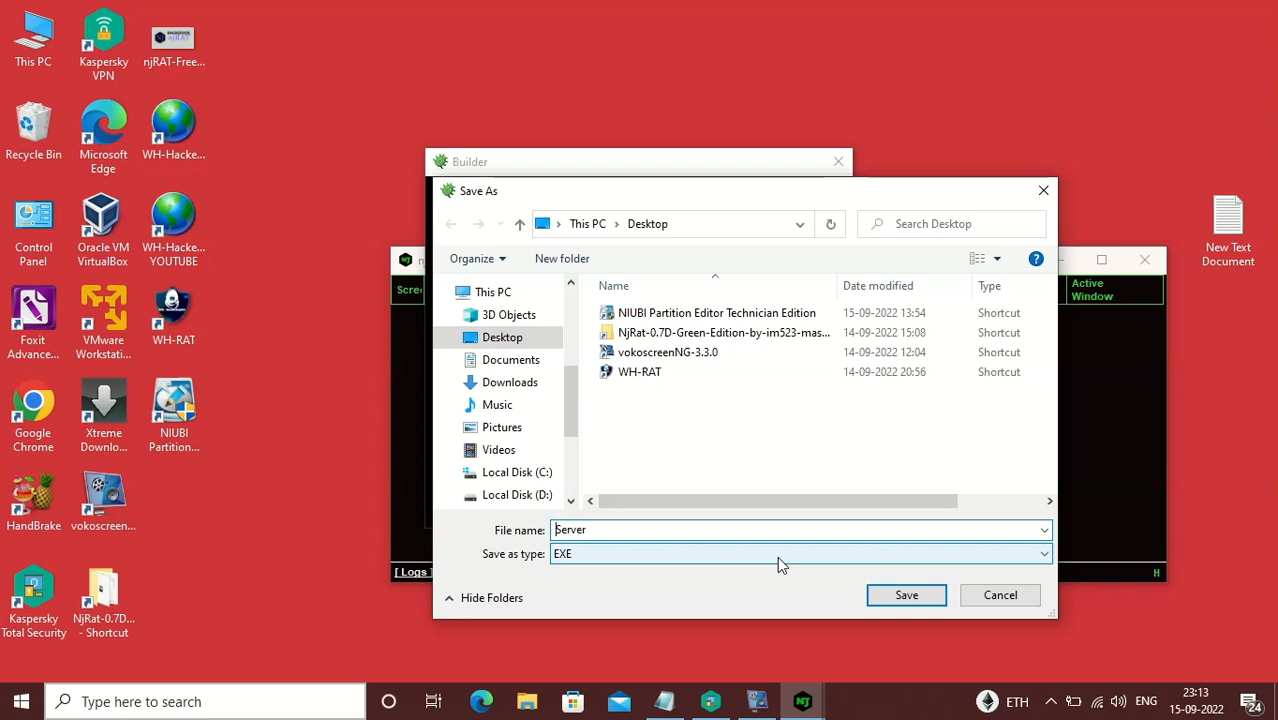 This PC
Kaspersky
VPN
njRAT-Free...
Recycle Bin
Microsoft
Edge
WH-Hacke...
Control
Panel
Oracle VM
VirtualBox
WH-Hacke...
YOUTUBE
Foxit
Advance...
VMware
Workstati...
WH-RAT
Google
Chrome
Xtreme
Downlo...
NIUBI
Partition...
HandBrake
vokoscreen...
Kaspersky
Total Security
NjRat-0.7D...
- Shortcut
New Text
Document
Builder
Save As
This PC
Desktop
Search Desktop
Organize
New folder
This PC
3D Objects
Desktop
Documents
Downloads
Music
Pictures
Videos
Local Disk (C:)
Local Disk (D:)
Name
Date modified
Type
NIUBI Partition Editor Technician Edition
15-09-2022 13:54
Shortcut
NjRat-0.7D-Green-Edition-by-im523-mas...
14-09-2022 15:08
Shortcut
vokoscreenNG-3.3.0
14-09-2022 12:04
Shortcut
WH-RAT
14-09-2022 20:56
Shortcut
File name:
Server
Save as type:
EXE
Hide Folders
Save
Cancel
Active
Window
[ Logs ]
H
Type here to search
ETH
ENG
23:13
15-09-2022
24